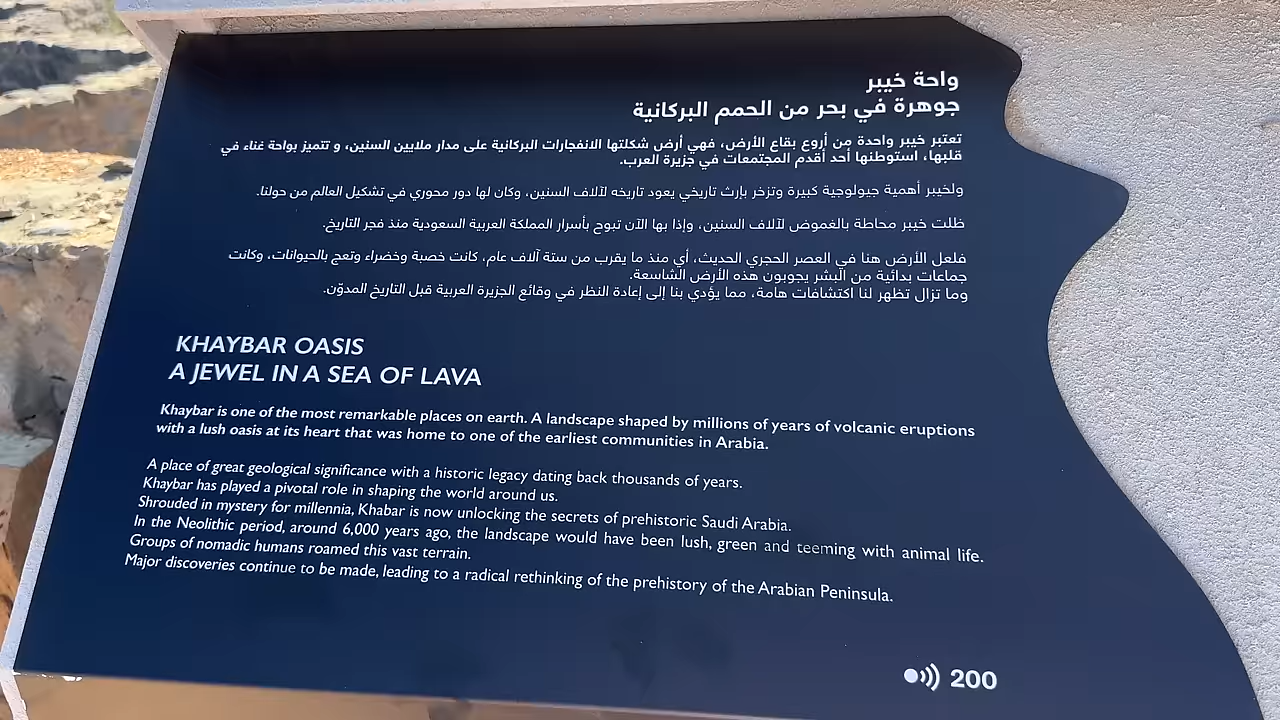 واحة خيبر
جوهرة في بحر من الحمم البركانية
تعتبر خيبر واحدة من أروع بقاع الأرض، فهي أرض شكلتها الانفجارات البركانية على مدار ملايين السنين، و تتميز بواحة غناء في
قلبها، استوطنها أحد أقدم المجتمعات في جزيرة العرب.
ولخيبر أهمية جيولوجية كبيرة وتزخر بإرث تاريخي يعود تاريخه لآلاف السنين، وكان لها دور محوري في تشكيل العالم من حولنا.
ظلت خيبر محاطة بالغموض لآلاف السنين، وإذا بها الآن تبوح بأسرار المملكة العربية السعودية منذ فجر التاريخ.
فلعل الأرض هنا في العصر الحجري الحديث، أي منذ ما يقرب من ستة آلاف عام، كانت خصبة وخضراء وتعج بالحيوانات، وكانت
جماعات بدائية من البشر يجوبون هذه الأرض الشاسعة.
وما تزال تظهر لنا اكتشافات هامة، مما يؤدي بنا إلى إعادة النظر في وقائع الجزيرة العربية قبل التاريخ المدوّن.
KHAYBAR OASIS
A JEWEL IN A SEA OF LAVA
Khaybar is one of the most remarkable places on earth. A landscape shaped by millions of years of volcanic eruptions
with a lush oasis at its heart that was home to one of the earliest communities in Arabia.
A place of great geological significance with a historic legacy dating back thousands of years.
Khaybar has played a pivotal role in shaping the world around us.
Shrouded in mystery for millennia, Khabar is now unlocking the secrets of prehistoric Saudi Arabia.
In the Neolithic period, around 6,000 years ago, the landscape would have been lush, green and teeming with animal life.
Groups of nomadic humans roamed this vast terrain.
Major discoveries continue to be made, leading to a radical rethinking of the prehistory of the Arabian Peninsula.
200